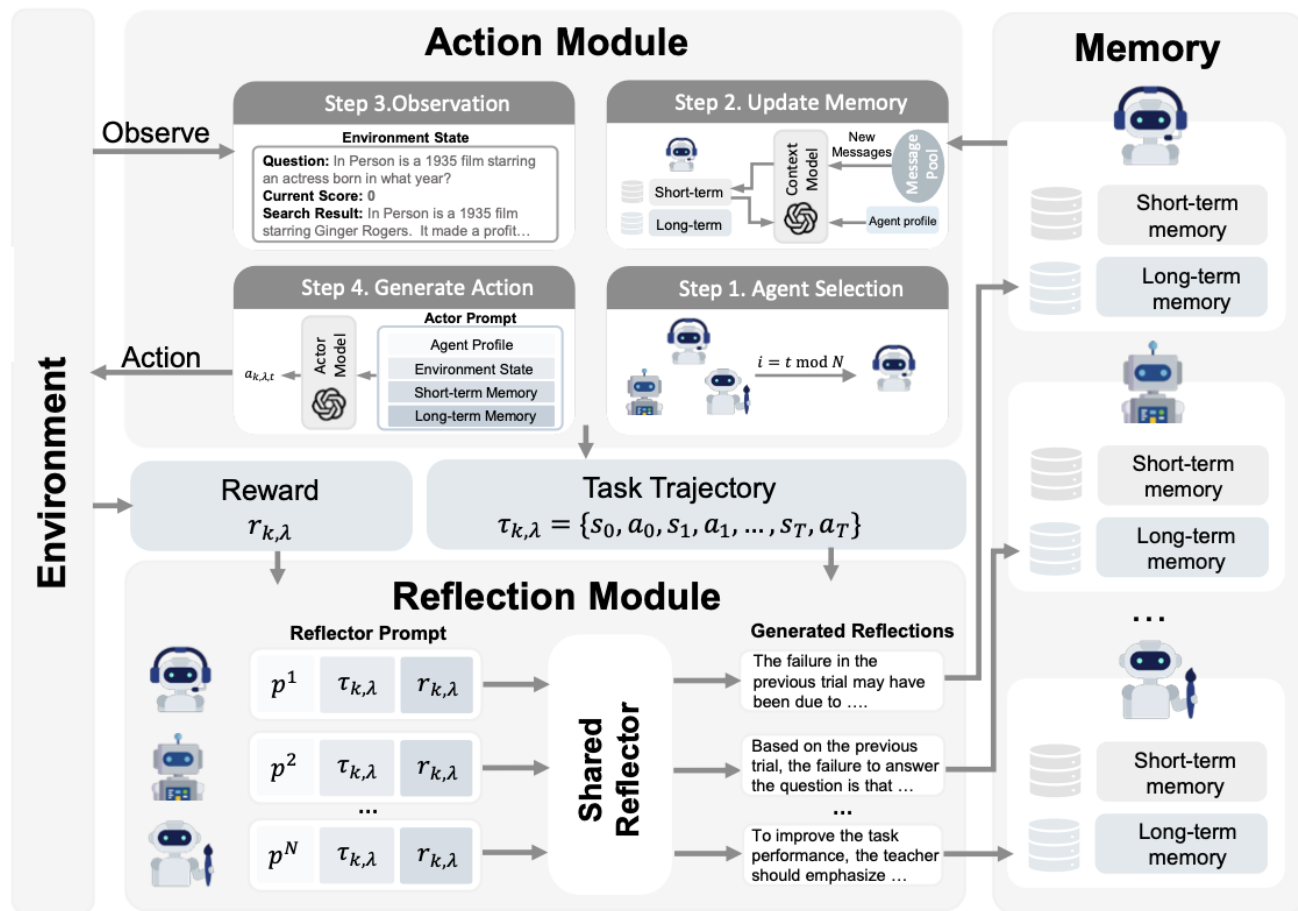 Action Module
Memory
Environment
Observe
Action
Step 3.Observation
Environment State
Question: In Person is a 1935 film starring
an actress born in what year?
Current Score: 0
Search Result: In Person is a 1935 film
starring Ginger Rogers. It made a profit…
Step 2. Update Memory
Short-term
Long-term
Context
Model
New
Messages
Message
Pool
Agent profile
Step 4. Generate Action
Actor Prompt
Agent Profile
Environment State
Short-term Memory
Long-term Memory
Actor
Model
a_{k,λ,t}
Step 1. Agent Selection
i = t mod N
Reward
r_{k,λ}
Task Trajectory
τ_{k,λ} = {s_0, a_0, s_1, a_1, …, s_T, a_T}
Reflection Module
Reflector Prompt
p^1 τ_{k,λ} r_{k,λ}
p^2 τ_{k,λ} r_{k,λ}
...
p^N τ_{k,λ} r_{k,λ}
Shared
Reflector
Generated Reflections
The failure in the
previous trial may have
been due to ….
Based on the previous
trial, the failure to answer
the question is that …
...
To improve the task
performance, the teacher
should emphasize …
Short-term
memory
Long-term
memory
Short-term
memory
Long-term
memory
...
Short-term
memory
Long-term
memory